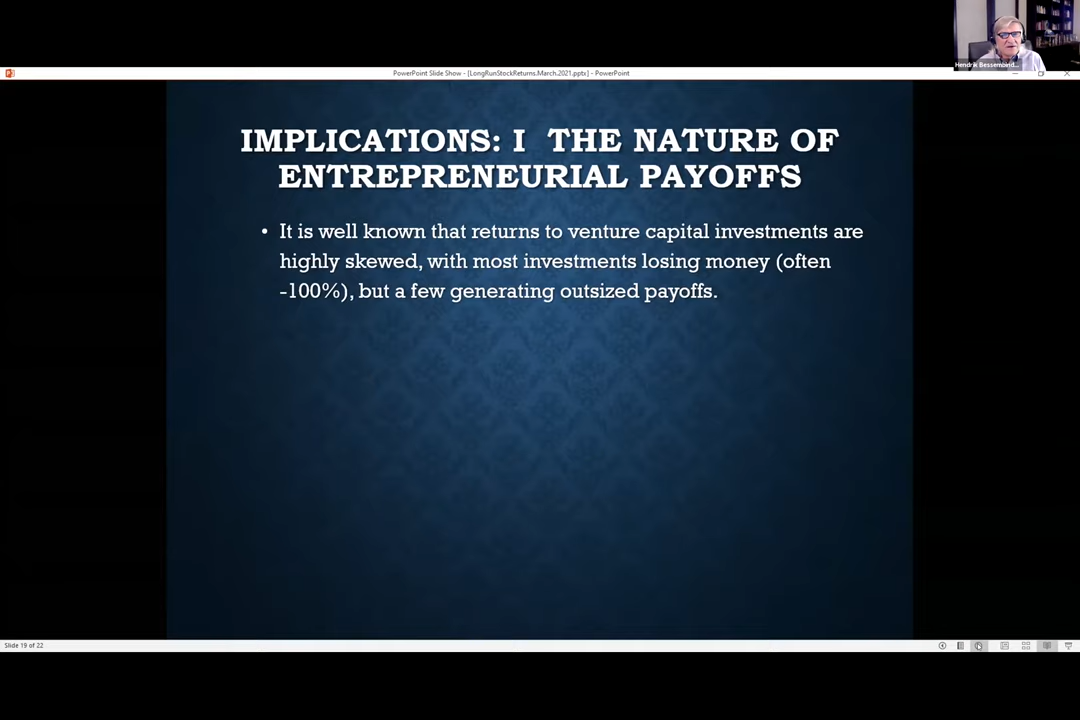 Hendrik Bessembind...
PowerPoint Slide Show - [LongRunStockReturns.March.2021.pptx] - PowerPoint
IMPLICATIONS: I THE NATURE OF
ENTREPRENEURIAL PAYOFFS
• It is well known that returns to venture capital investments are
highly skewed, with most investments losing money (often
-100%), but a few generating outsized payoffs.
Slide 19 of 22